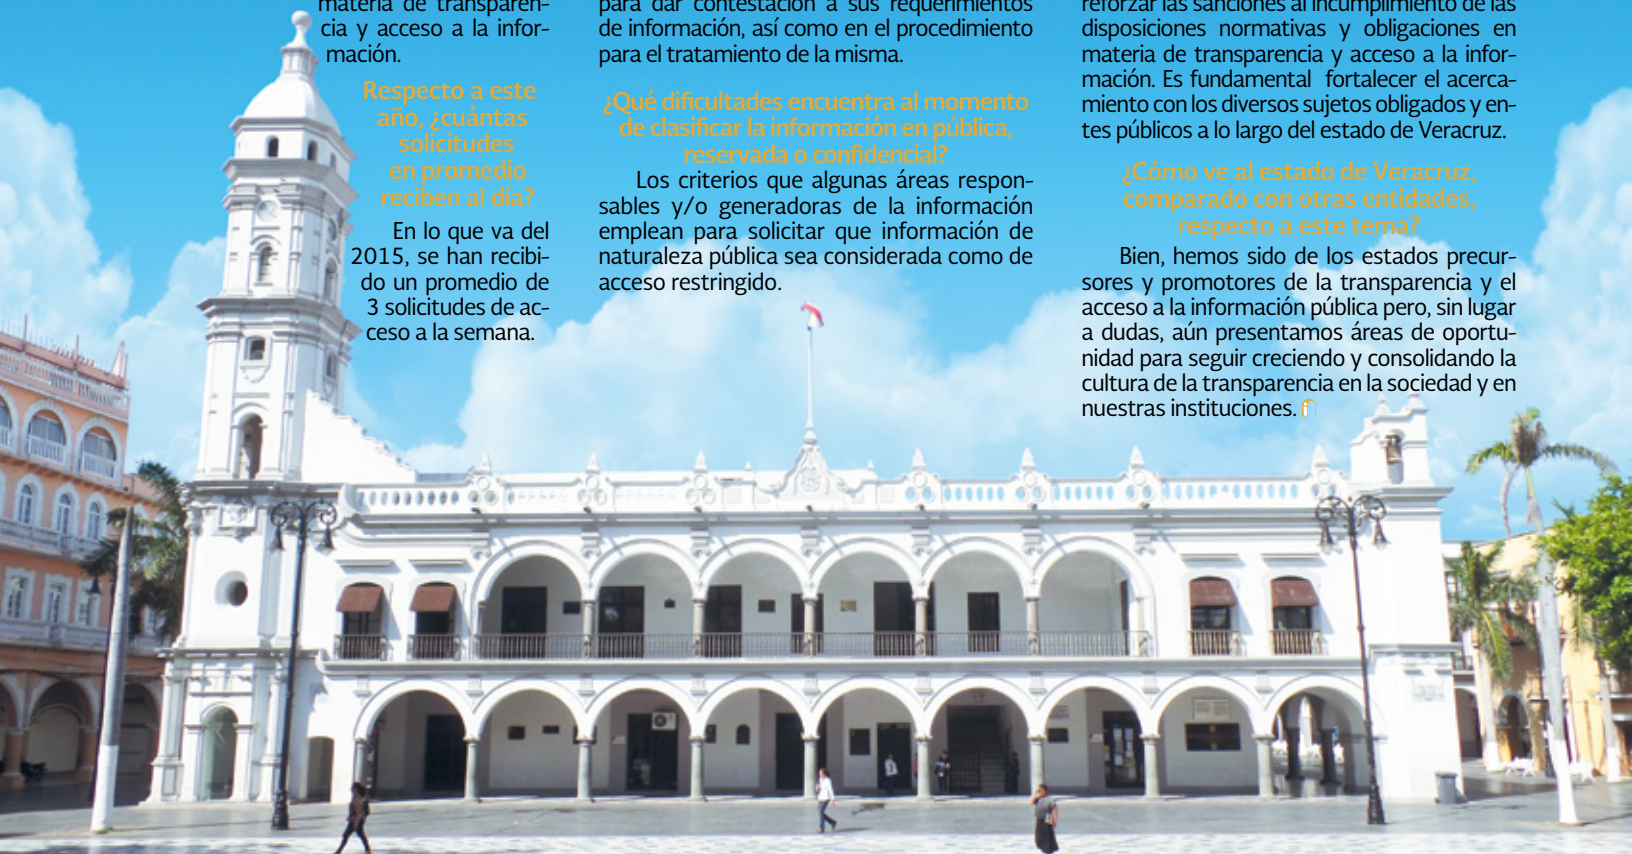 materia de transparen-
cia y acceso a la infor-
mación.
Respecto a este
año, ¿cuántas
solicitudes
en promedio
reciben al día?
En lo que va del
2015, se han recibi-
do un promedio de
3 solicitudes de ac-
ceso a la semana.
para dar contestación a sus requerimientos
de información, así como en el procedimiento
para el tratamiento de la misma.
¿Qué dificultades encuentra al momento
de clasificar la información en pública,
reservada o confidencial?
Los criterios que algunas áreas respon-
sables y/o generadoras de la información
emplean para solicitar que información de
naturaleza pública sea considerada como de
acceso restringido.
reforzar las sanciones al incumplimiento de las
disposiciones normativas y obligaciones en
materia de transparencia y acceso a la infor-
mación. Es fundamental fortalecer el acerca-
miento con los diversos sujetos obligados y en-
tes públicos a lo largo del estado de Veracruz.
¿Cómo ve al estado de Veracruz,
comparado con otras entidades,
respecto a este tema?
Bien, hemos sido de los estados precur-
sores y promotores de la transparencia y el
acceso a la información pública pero, sin lugar
a dudas, aún presentamos áreas de oportu-
nidad para seguir creciendo y consolidando la
cultura de la transparencia en la sociedad y en
nuestras instituciones.